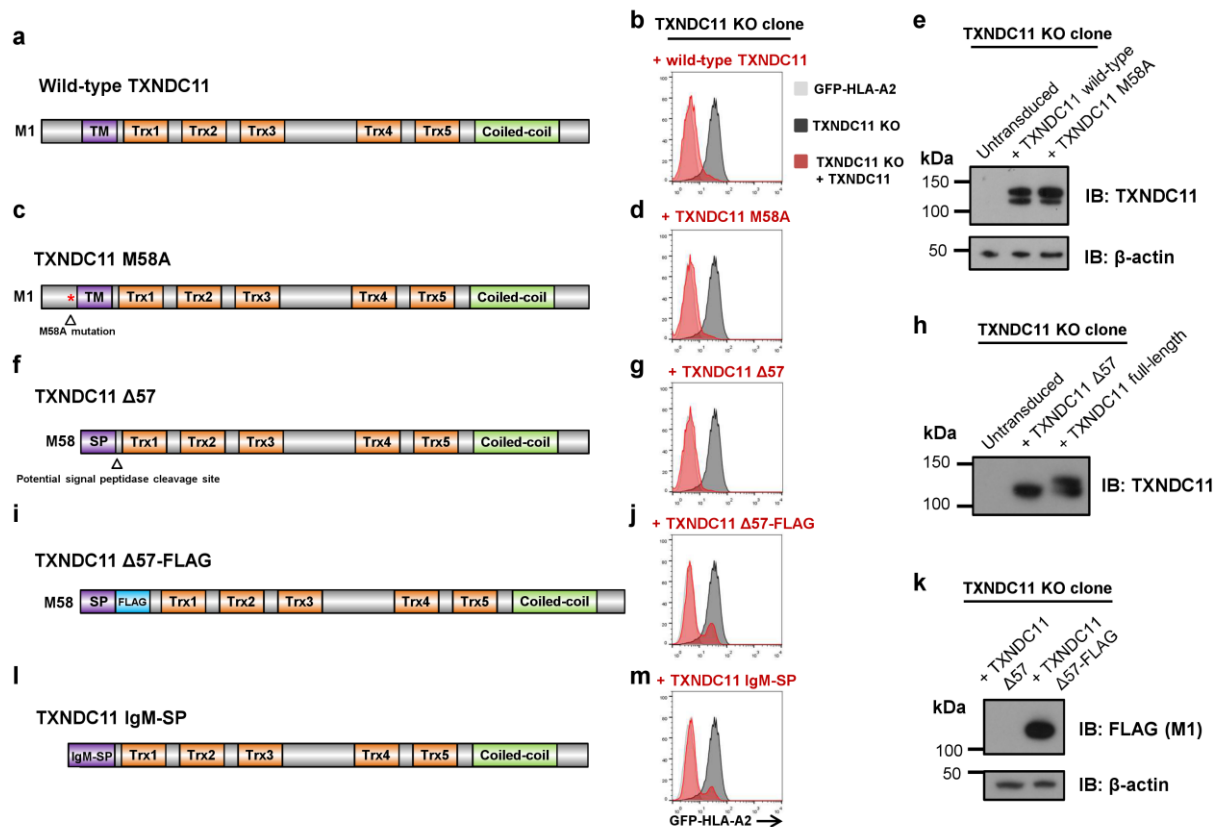 a
Wild-type TXNDC11
M1
TM
Trx1
Trx2
Trx3
Trx4
Trx5
Coiled-coil
b
TXNDC11 KO clone
+ wild-type TXNDC11
GFP-HLA-A2
TXNDC11 KO
TXNDC11 KO
+ TXNDC11
c
TXNDC11 M58A
M1
*
TM
Trx1
Trx2
Trx3
Trx4
Trx5
Coiled-coil
M58A mutation
d
+ TXNDC11 M58A
e
TXNDC11 KO clone
Untransduced
+ TXNDC11 wild-type
+ TXNDC11 M58A
kDa
150
100
IB: TXNDC11
50
IB: β-actin
f
TXNDC11 Δ57
M58
SP
Trx1
Trx2
Trx3
Trx4
Trx5
Coiled-coil
Potential signal peptidase cleavage site
g
+ TXNDC11 Δ57
h
TXNDC11 KO clone
Untransduced
+ TXNDC11 Δ57
+ TXNDC11 full-length
kDa
150
100
IB: TXNDC11
i
TXNDC11 Δ57-FLAG
M58
SP
FLAG
Trx1
Trx2
Trx3
Trx4
Trx5
Coiled-coil
j
+ TXNDC11 Δ57-FLAG
k
TXNDC11 KO clone
+ TXNDC11
Δ57
+ TXNDC11
Δ57-FLAG
kDa
100
IB: FLAG (M1)
50
IB: β-actin
l
TXNDC11 IgM-SP
IgM-SP
Trx1
Trx2
Trx3
Trx4
Trx5
Coiled-coil
m
+ TXNDC11 IgM-SP
GFP-HLA-A2